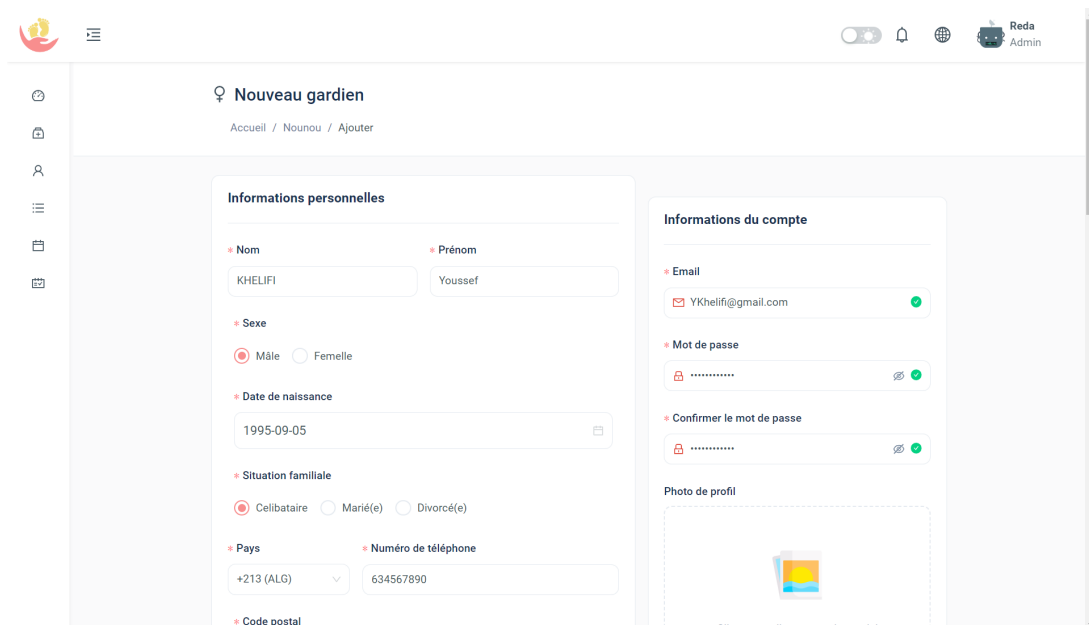 Reda
Admin
Nouveau gardien
Accueil / Nounou / Ajouter
Informations personnelles
* Nom
* Prénom
KHELIFI
Youssef
* Sexe
Mâle
Femelle
* Date de naissance
1995-09-05
* Situation familiale
Celibataire
Marié(e)
Divorcé(e)
* Pays
* Numéro de téléphone
+213 (ALG)
634567890
* Code postal
Informations du compte
* Email
YKhelifi@gmail.com
* Mot de passe
••••••••••••
* Confirmer le mot de passe
••••••••••••
Photo de profil